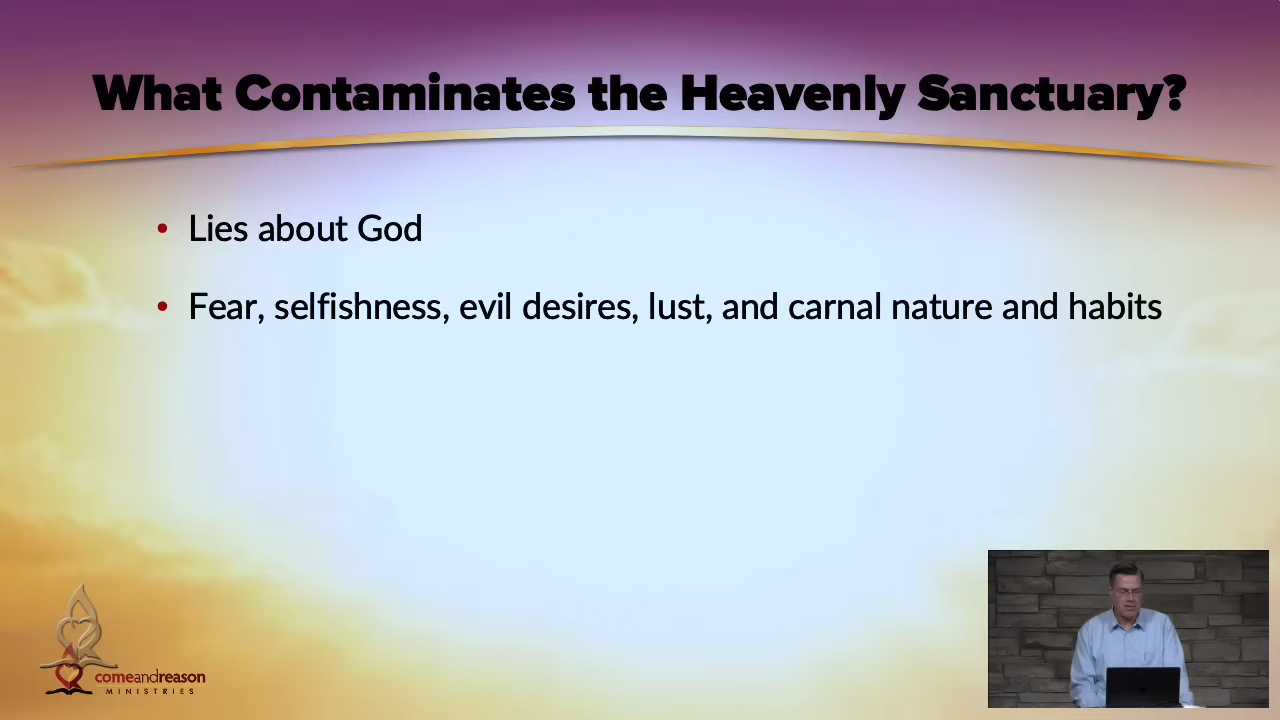 What Contaminates the Heavenly Sanctuary?
• Lies about God
• Fear, selfishness, evil desires, lust, and carnal nature and habits
comeandreason
MINISTRIES